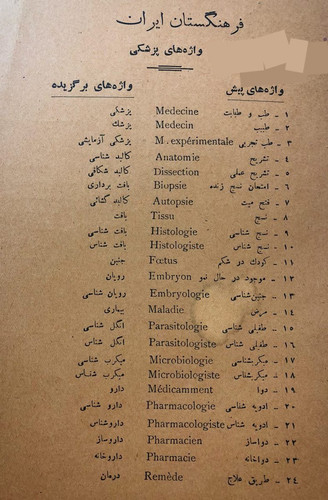 فرهنگستان ایران
واژه‌های پزشکی
واژه‌های پیش واژه‌های برگزیده
۱ - طب و طبابت Médecine پزشکی
۲ - طبیب Médecin پزشك
۳ - طب تجربی M. expérimentale پزشکی آزمایشی
۴ - تشریح Anatomie کالبد شناسی
۵ - تشریح عملی Dissection کالبد شکافی
۶ - امتحان نسج زنده Biopsie بافت برداری
۷ - فتح میت Autopsie کالبد گشائی
۸ - نسج Tissu بافت
۹ - نسج شناسی Histologie بافت شناسی
۱۰ - نسج شناس Histologiste بافت شناس
۱۱ - كودك در شکم Fœtus جنین
۱۲ - موجود در حال نمو Embryon رویان
۱۳ - جنین‌شناسی Embryologie رویان شناسی
۱۴ - مرض Maladie بیماری
۱۵ - طفیلی شناسی Parasitologie انگل شناسی
۱۶ - طفیلی شناس Parasitologiste انگل شناس
۱۷ - میکرب‌شناسی Microbiologie میکرب شناسی
۱۸ - میکرب‌شناس Microbiologiste میکرب شناس
۱۹ - دوا Médicamment دارو
۲۰ - ادویه شناسی Pharmacologie دارو شناسی
۲۱ - ادویه شناس Pharmacologiste داروشناس
۲۲ - دواساز Pharmacien داروساز
۲۳ - دواخانه Pharmacie داروخانه
۲٤ - طریق علاج Remède درمان